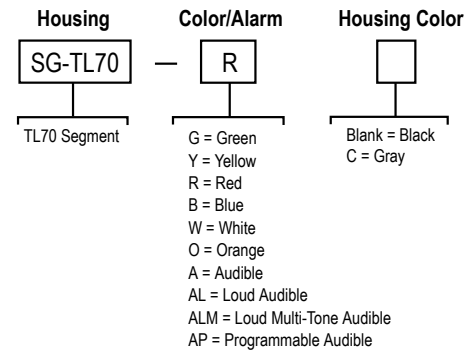 Housing Color/Alarm Housing Color
SG-TL70 — R
TL70 Segment
G = Green
Y = Yellow
R = Red
B = Blue
W = White
O = Orange
A = Audible
AL = Loud Audible
ALM = Loud Multi-Tone Audible
AP = Programmable Audible
Blank = Black
C = Gray